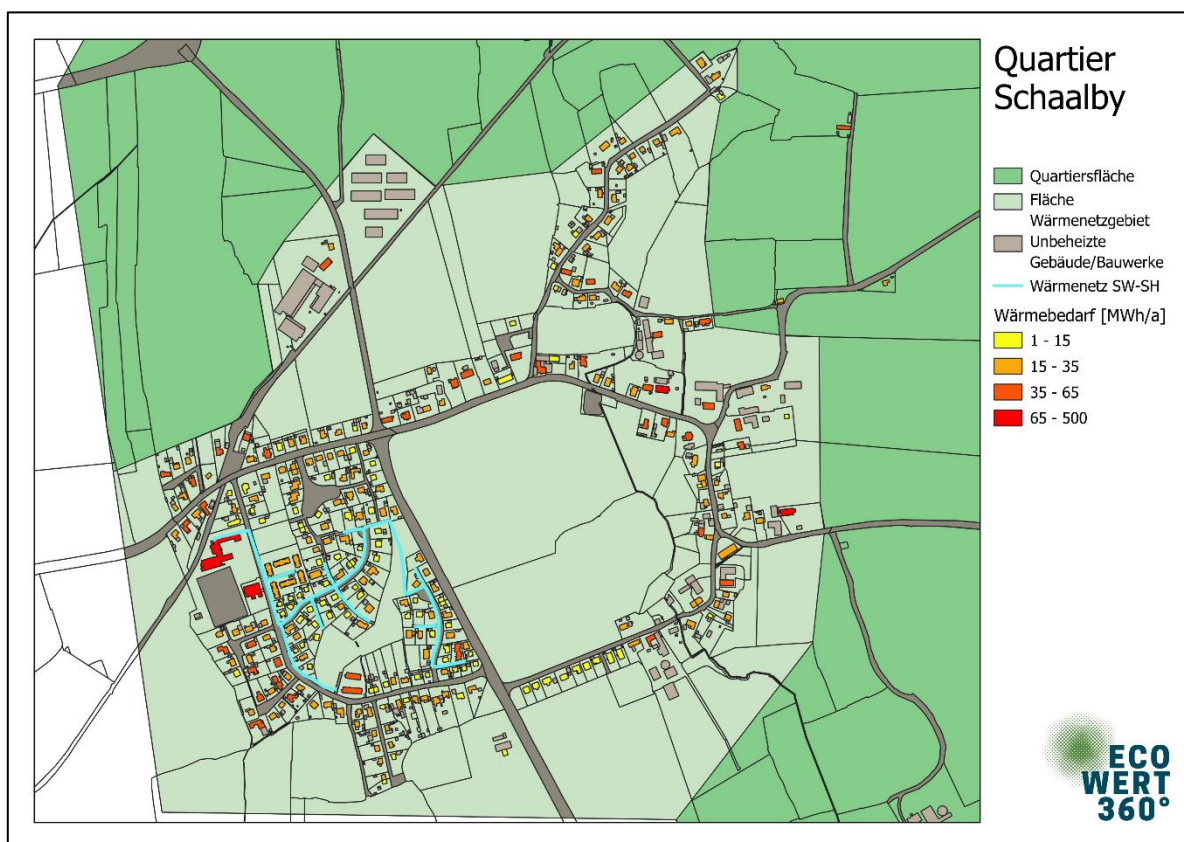 Quartier
Schaalby
Quartiersfläche
Fläche
Wärmenetzgebiet
Unbeheizte
Gebäude/Bauwerke
Wärmenetz SW-SH
Wärmebedarf [MWh/a]
1 - 15
15 - 35
35 - 65
65 - 500
ECO
WERT
360°